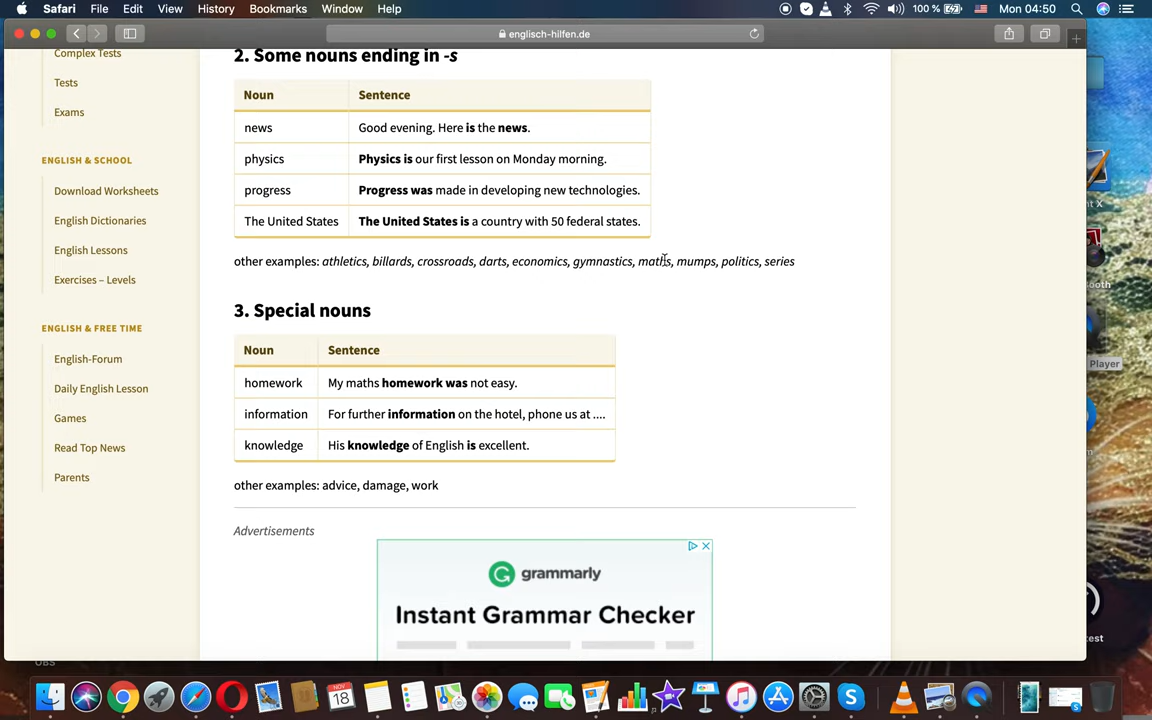 Safari File Edit View History Bookmarks Window Help 100 % Mon 04:50
englisch-hilfen.de
Complex Tests
Tests
Exams
ENGLISH & SCHOOL
Download Worksheets
English Dictionaries
English Lessons
Exercises – Levels
ENGLISH & FREE TIME
English-Forum
Daily English Lesson
Games
Read Top News
Parents
2. Some nouns ending in -s
Noun Sentence
news Good evening. Here is the news.
physics Physics is our first lesson on Monday morning.
progress Progress was made in developing new technologies.
The United States The United States is a country with 50 federal states.
other examples: athletics, billards, crossroads, darts, economics, gymnastics, maths, mumps, politics, series
3. Special nouns
Noun Sentence
homework My maths homework was not easy.
information For further information on the hotel, phone us at ....
knowledge His knowledge of English is excellent.
other examples: advice, damage, work
Advertisements
grammarly
Instant Grammar Checker
Player
OBS
NOV
18